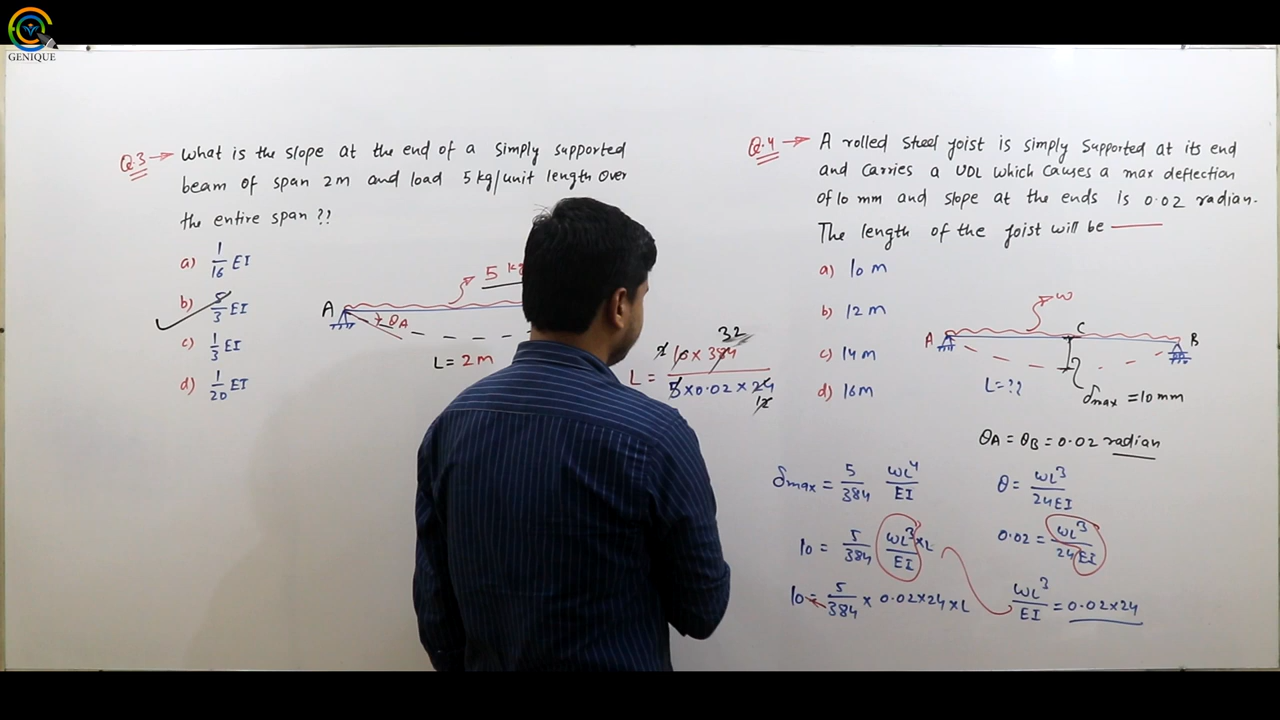 GENIQUE
Q.3 → What is the slope at the end of a simply supported
beam of span 2m and load 5 kg/unit length over
the entire span ??
a) 1/16 EI
b) 5/3 EI
c) 1/3 EI
d) 1/20 EI
5 kg
A
θA
L = 2m
L = 10 × 384 / 5 × 0.02 × 24
2
32
12
Q.4 → A rolled steel joist is simply supported at its end
and carries a UDL which causes a max deflection
of 10 mm and slope at the ends is 0.02 radian.
The length of the joist will be ———
a) 10 m
b) 12 m
c) 14 m
d) 16 m
w
A
C
B
L = ??
δmax = 10 mm
θA = θB = 0.02 radian
δmax = 5/384 wL⁴/EI
10 = 5/384 wL³/EI × L
10 = 5/384 × 0.02 × 24 × L
θ = wL³/24EI
0.02 = wL³/24EI
wL³/EI = 0.02 × 24